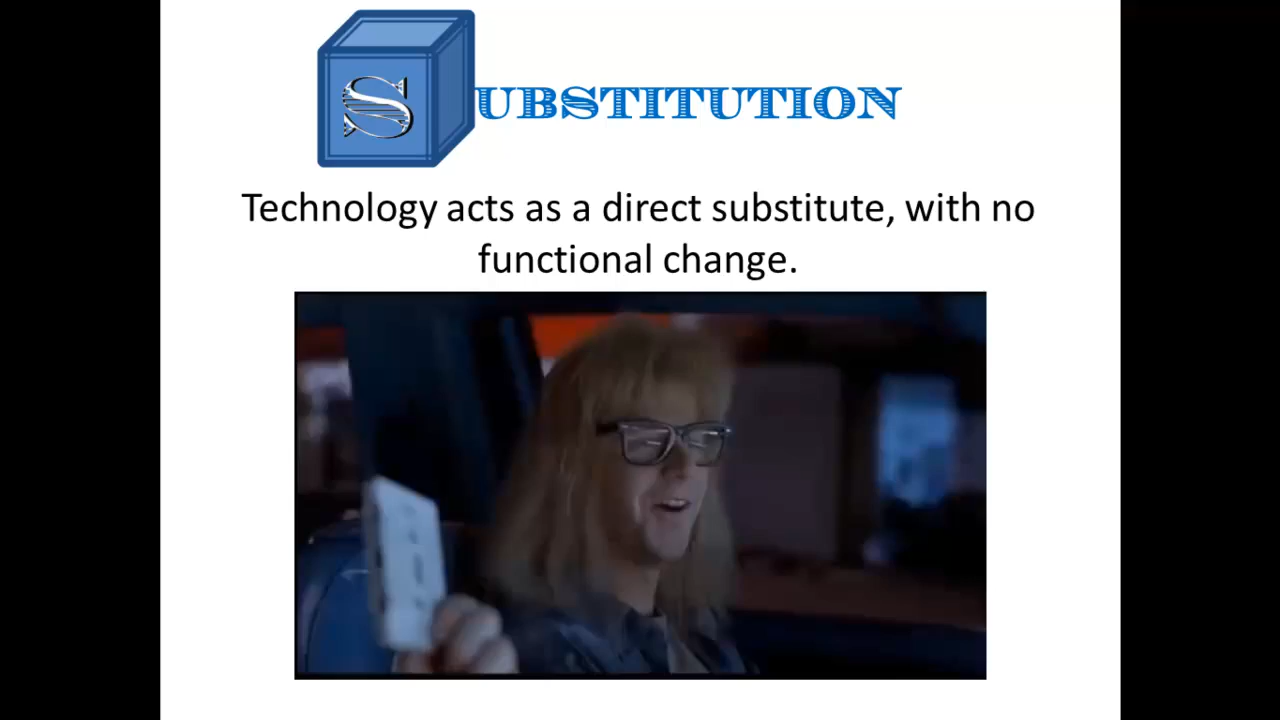 SUBSTITUTION
Technology acts as a direct substitute, with no
functional change.